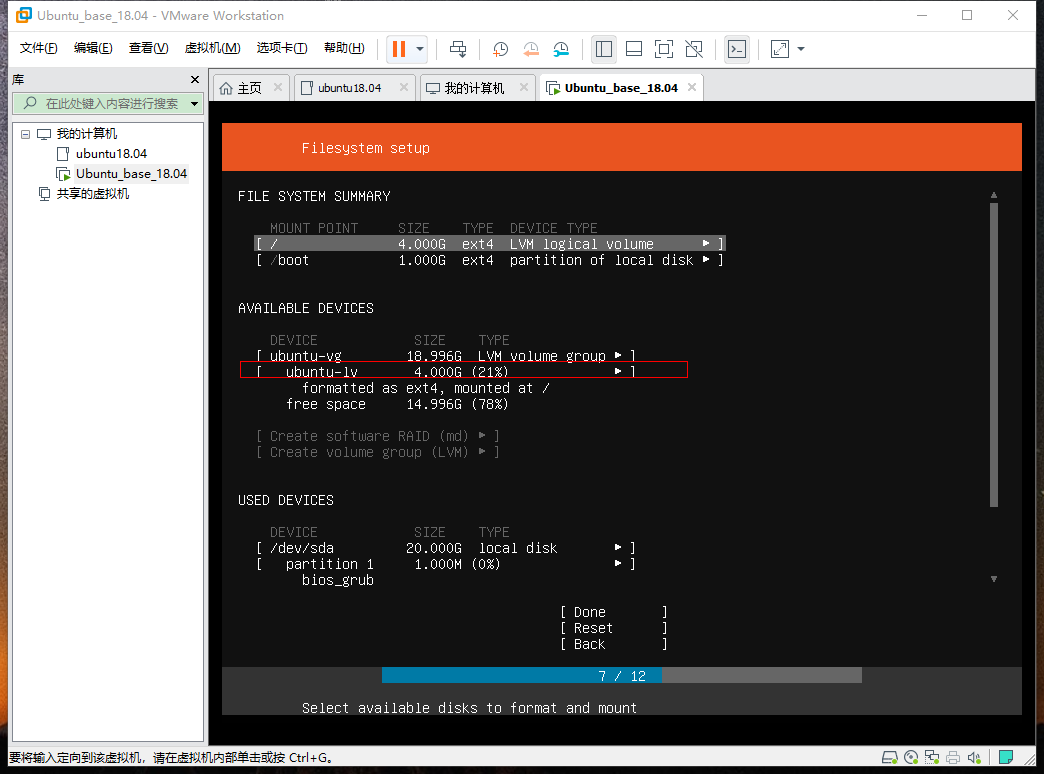 Ubuntu_base_18.04 - VMware Workstation
文件(F) 编辑(E) 查看(V) 虚拟机(M) 选项卡(T) 帮助(H)
库
在此处键入内容进行搜索
我的计算机
ubuntu18.04
Ubuntu_base_18.04
共享的虚拟机
主页 ubuntu18.04 我的计算机 Ubuntu_base_18.04
Filesystem setup
FILE SYSTEM SUMMARY
MOUNT POINT SIZE TYPE DEVICE TYPE
[ / 4.000G ext4 LVM logical volume ▸ ]
[ /boot 1.000G ext4 partition of local disk ▸ ]
AVAILABLE DEVICES
DEVICE SIZE TYPE
[ ubuntu-vg 18.996G LVM volume group ▸ ]
[ ubuntu-lv 4.000G (21%) ▸ ]
formatted as ext4, mounted at /
free space 14.996G (78%)
[ Create software RAID (md) ▸ ]
[ Create volume group (LVM) ▸ ]
USED DEVICES
DEVICE SIZE TYPE
[ /dev/sda 20.000G local disk ▸ ]
[ partition 1 1.000M (0%) ▸ ]
bios_grub
[ Done ]
[ Reset ]
[ Back ]
7 / 12
Select available disks to format and mount
要将输入定向到该虚拟机，请在虚拟机内部单击或按 Ctrl+G。